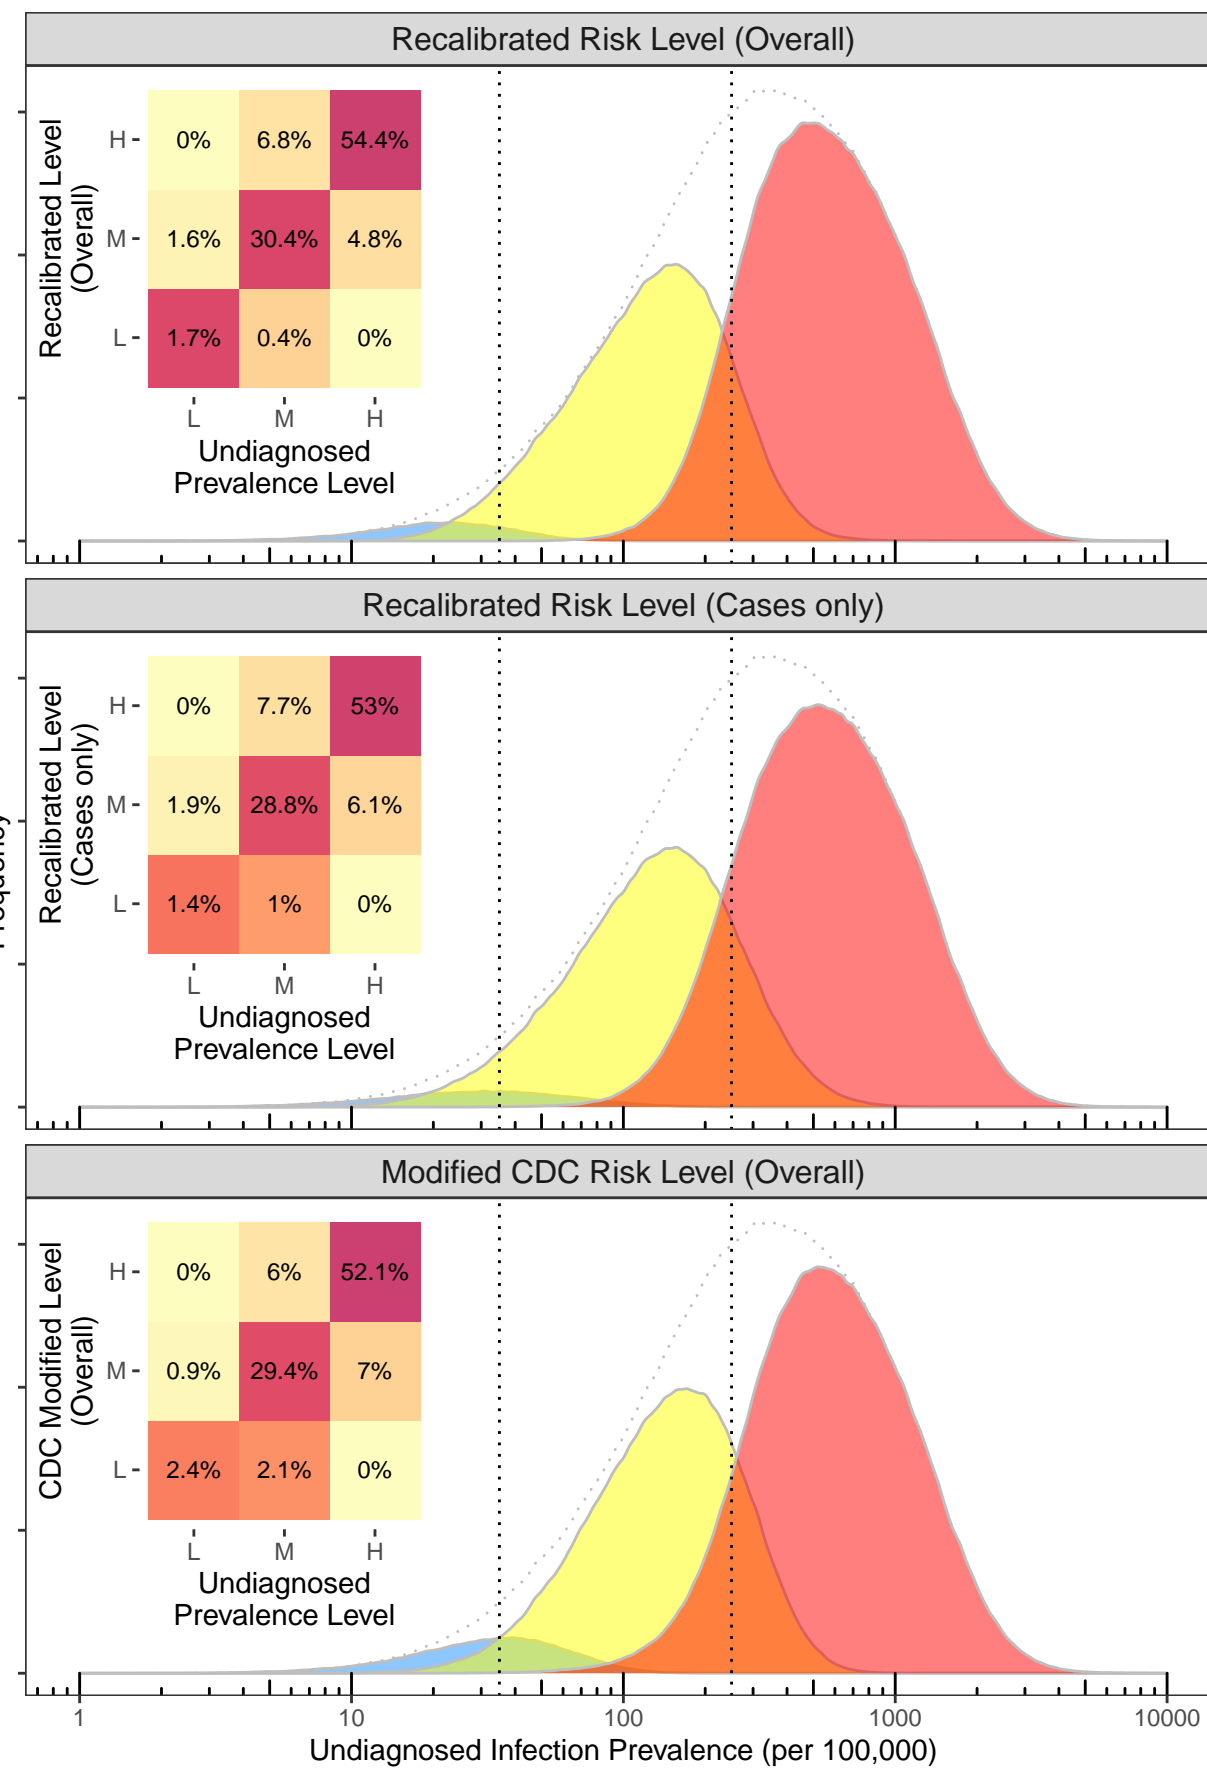 Recalibrated Risk Level (Overall)
Recalibrated Level
(Overall)
H
0% 6.8% 54.4%
M
1.6% 30.4% 4.8%
L
1.7% 0.4% 0%
L M H
Undiagnosed
Prevalence Level
Recalibrated Risk Level (Cases only)
Recalibrated Level
(Cases only)
H
0% 7.7% 53%
M
1.9% 28.8% 6.1%
L
1.4% 1% 0%
L M H
Undiagnosed
Prevalence Level
Modified CDC Risk Level (Overall)
CDC Modified Level
(Overall)
H
0% 6% 52.1%
M
0.9% 29.4% 7%
L
2.4% 2.1% 0%
L M H
Undiagnosed
Prevalence Level
1 10 100 1000 10000
Undiagnosed Infection Prevalence (per 100,000)